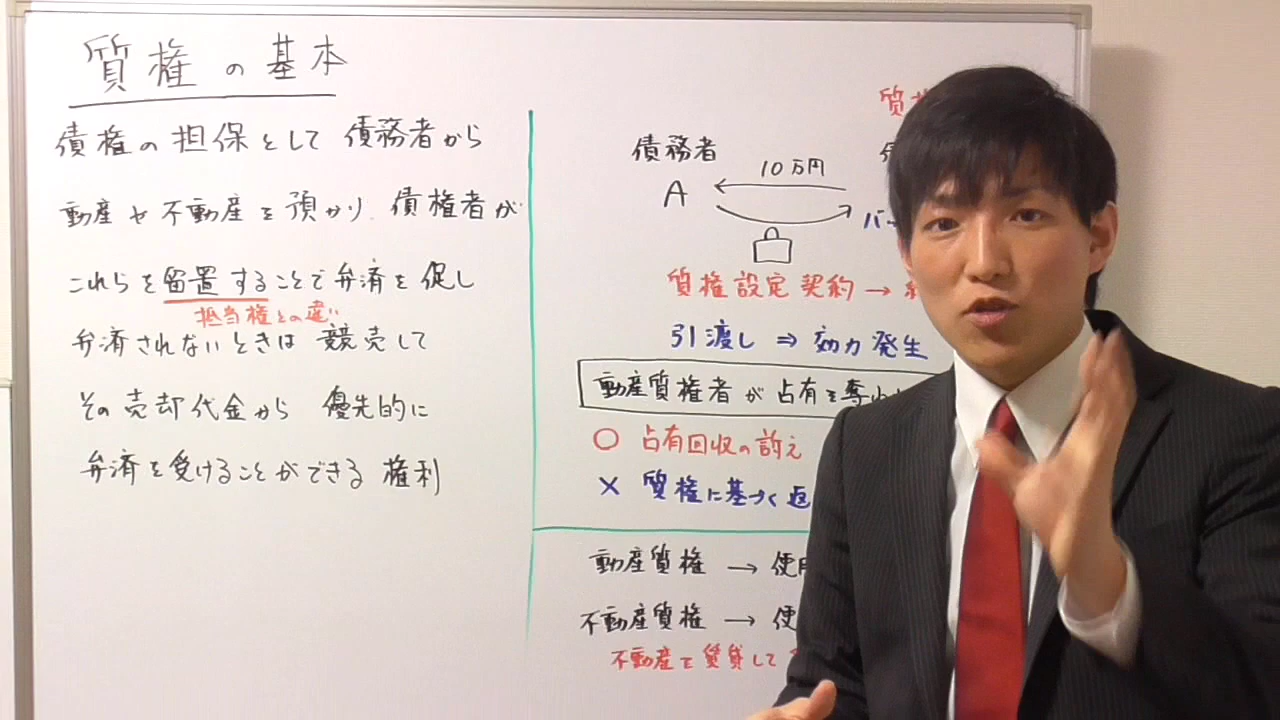 質権の基本
債権の担保として 債務者から
動産や不動産を預かり、債権者が
これらを留置することで弁済を促し
抵当権との違い
弁済されないときは 競売して
その売却代金から 優先的に
弁済を受けることができる 権利
質
債務者
10万円
A
バ
質権設定契約 →
引渡し ⇒ 効力発生
動産質権者が占有を奪わ
○ 占有回収の訴え
× 質権に基づく返
動産質権 → 使用
不動産質権 → 使
不動産を賃貸して